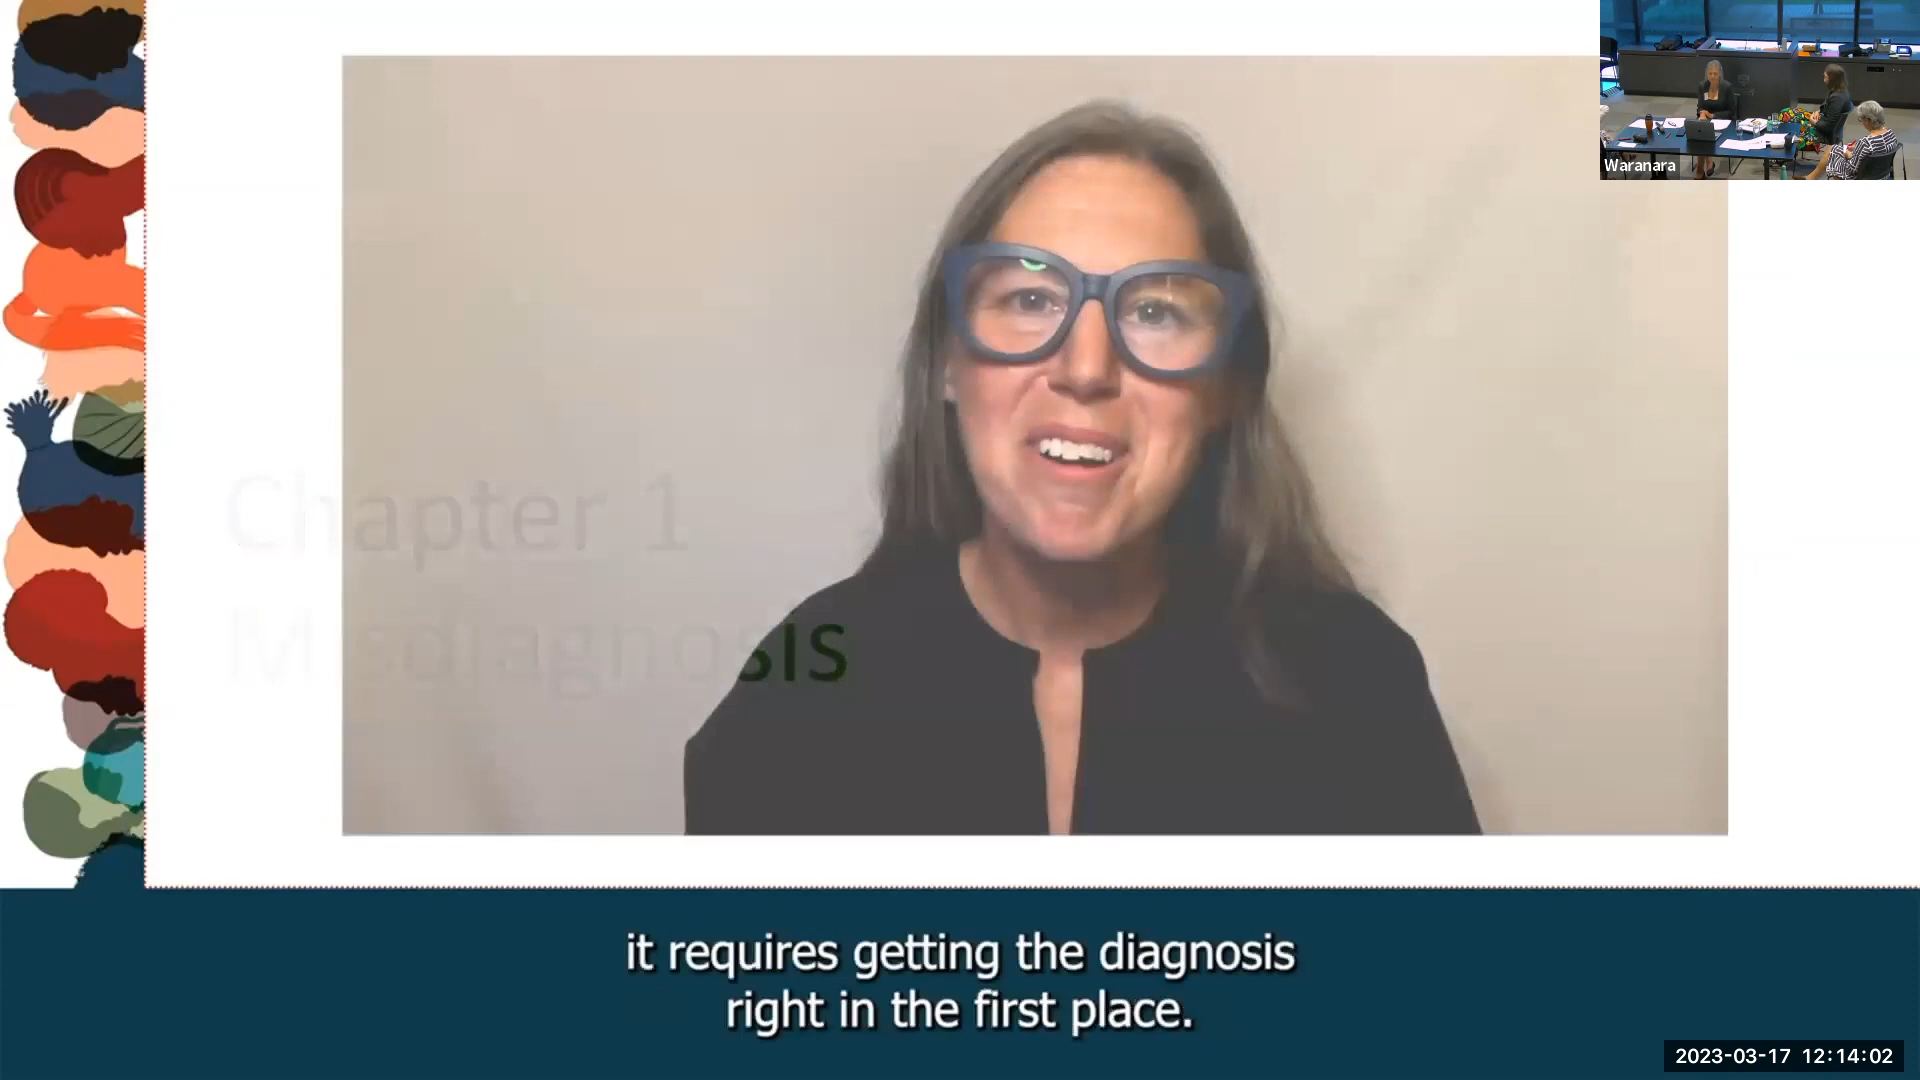 Waranara
Chapter 1
Misdiagnosis
it requires getting the diagnosis
right in the first place.
2023-03-17 12:14:02